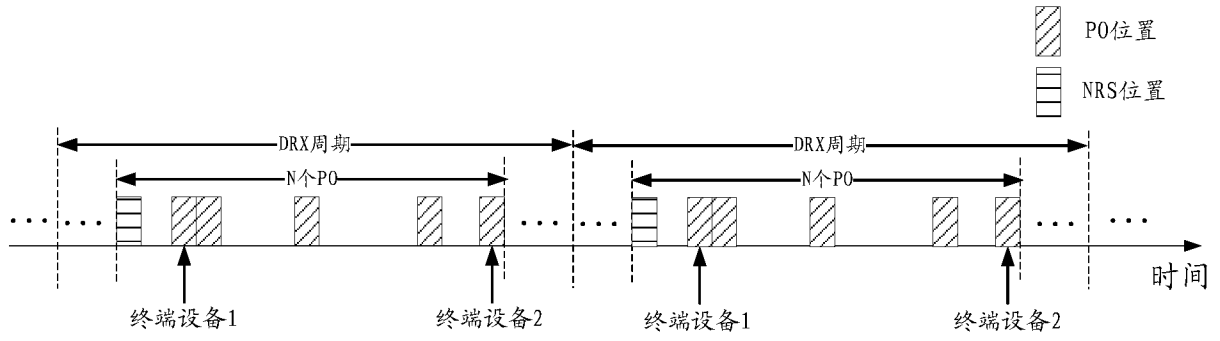 PO位置
NRS位置
DRX周期 DRX周期
N个PO N个PO
... ... ... ... ... ...
时间
终端设备1 终端设备2 终端设备1 终端设备2